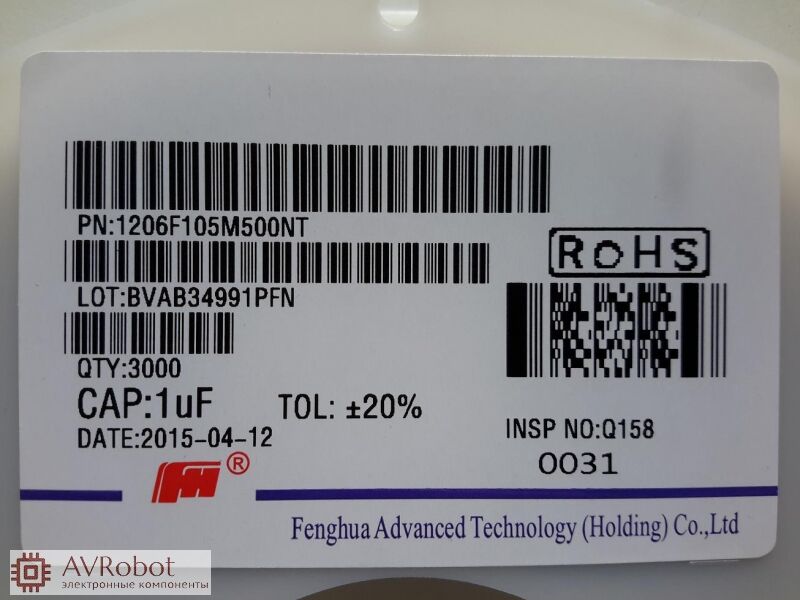 PN:1206F105M500NT
RoHS
LOT:BVAB34991PFN
QTY:3000
CAP:1uF TOL: ±20%
DATE:2015-04-12
INSP NO:Q158
0031
®
Fenghua Advanced Technology (Holding) Co.,Ltd
AVRobot
электронные компоненты